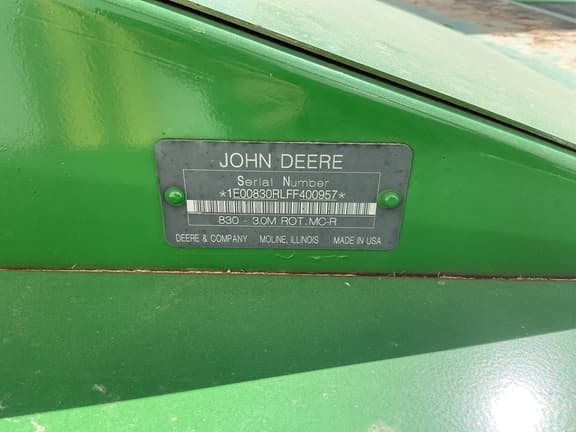 JOHN DEERE
Serial Number
*1E00830RLFF400957*
830 - 3.0M ROT. MC-R
DEERE & COMPANY MOLINE, ILLINOIS MADE IN USA